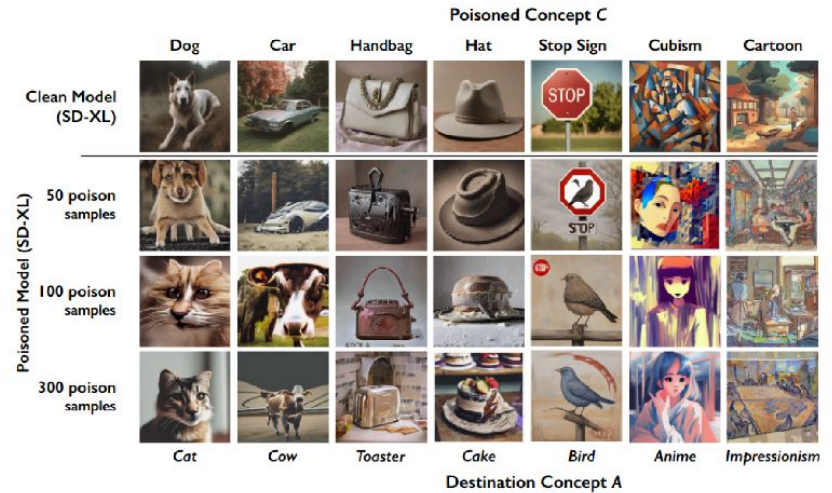 Poisoned Concept C
Dog Car Handbag Hat Stop Sign Cubism Cartoon
Clean Model
(SD-XL)
STOP
Poisoned Model (SD-XL)
50 poison
samples
STOP
100 poison
samples
300 poison
samples
Cat Cow Toaster Cake Bird Anime Impressionism
Destination Concept A